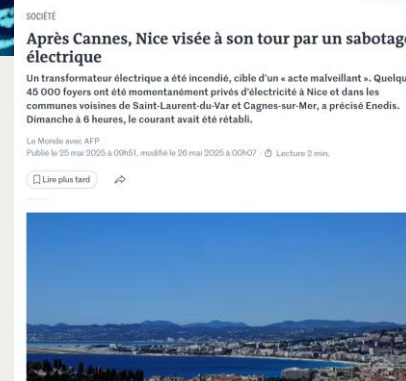 SOCIÉTÉ
Après Cannes, Nice visée à son tour par un sabotage
électrique
Un transformateur électrique a été incendié, cible d'un « acte malveillant ». Quelqu
45 000 foyers ont été momentanément privés d'électricité à Nice et dans les
communes voisines de Saint-Laurent-du-Var et Cagnes-sur-Mer, a précisé Enedis.
Dimanche à 6 heures, le courant avait été rétabli.
Le Monde avec AFP
Publié le 25 mai 2025 à 09h51, modifié le 26 mai 2025 à 00h07 · Lecture 2 min.
Lire plus tard